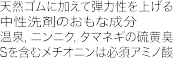 天然ゴムに加えて弾力性を上げる
中性洗剤のおもな成分
温泉, ニンニク, タマネギの硫黄臭
Sを含むメチオニンは必須アミノ酸